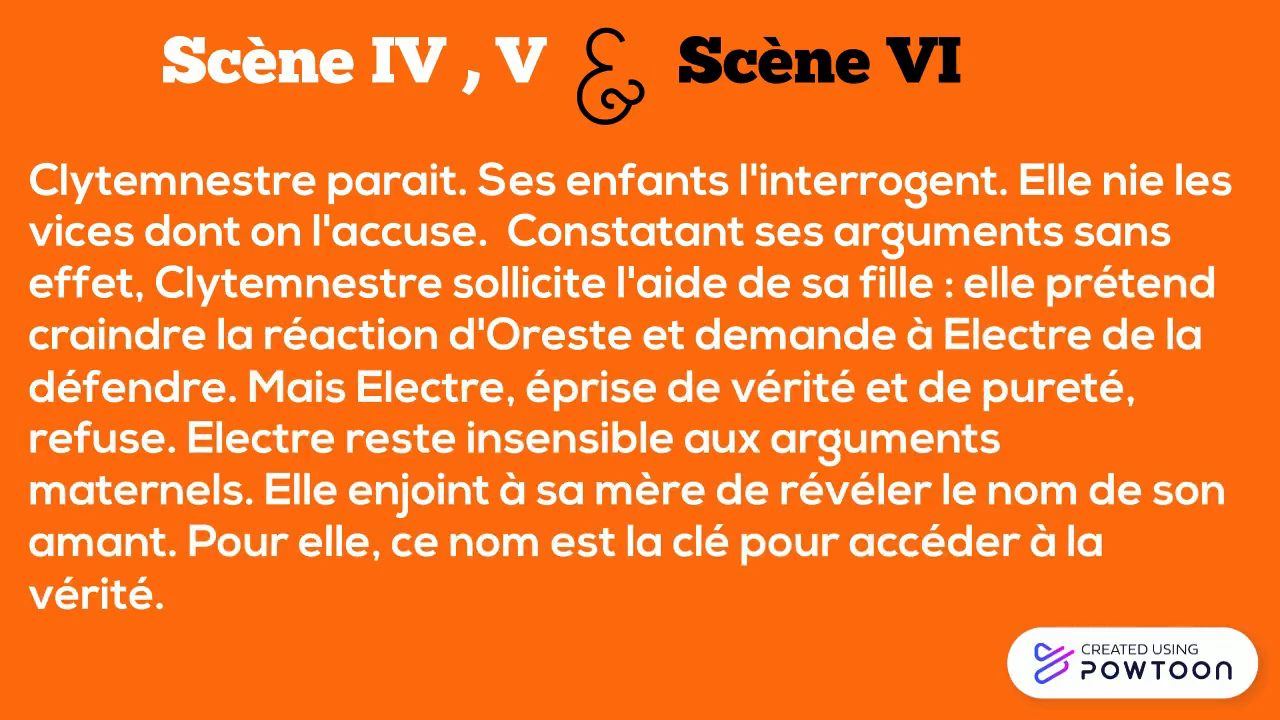 Scène IV , V & Scène VI
Clytemnestre parait. Ses enfants l'interrogent. Elle nie les
vices dont on l'accuse.  Constatant ses arguments sans
effet, Clytemnestre sollicite l'aide de sa fille : elle prétend
craindre la réaction d'Oreste et demande à Electre de la
défendre. Mais Electre, éprise de vérité et de pureté,
refuse. Electre reste insensible aux arguments
maternels. Elle enjoint à sa mère de révéler le nom de son
amant. Pour elle, ce nom est la clé pour accéder à la
vérité.
CREATED USING
POWTOON